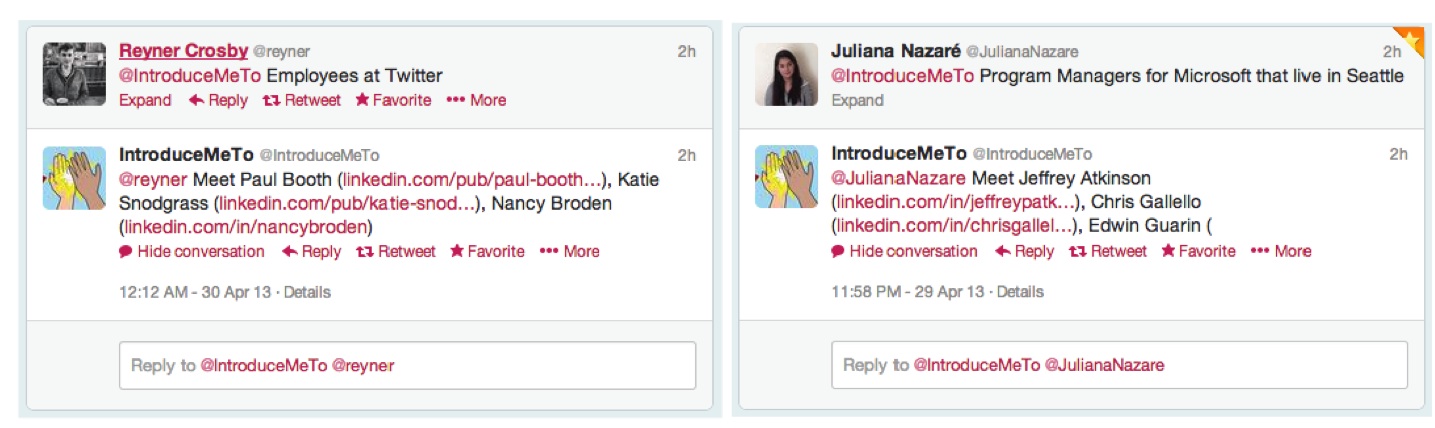 Reyner Crosby @reyner 2h
@IntroduceMeTo Employees at Twitter
Expand Reply Retweet Favorite More
IntroduceMeTo @IntroduceMeTo 2h
@reyner Meet Paul Booth (linkedin.com/pub/paul-booth…), Katie
Snodgrass (linkedin.com/pub/katie-snod…), Nancy Broden
(linkedin.com/in/nancybroden)
Hide conversation Reply Retweet Favorite More
12:12 AM - 30 Apr 13 · Details
Reply to @IntroduceMeTo @reyner
Juliana Nazaré @JulianaNazare 2h
@IntroduceMeTo Program Managers for Microsoft that live in Seattle
Expand
IntroduceMeTo @IntroduceMeTo 2h
@JulianaNazare Meet Jeffrey Atkinson
(linkedin.com/in/jeffreypatk…), Chris Gallello
(linkedin.com/in/chrisgallel…), Edwin Guarin (
Hide conversation Reply Retweet Favorite More
11:58 PM - 29 Apr 13 · Details
Reply to @IntroduceMeTo @JulianaNazare